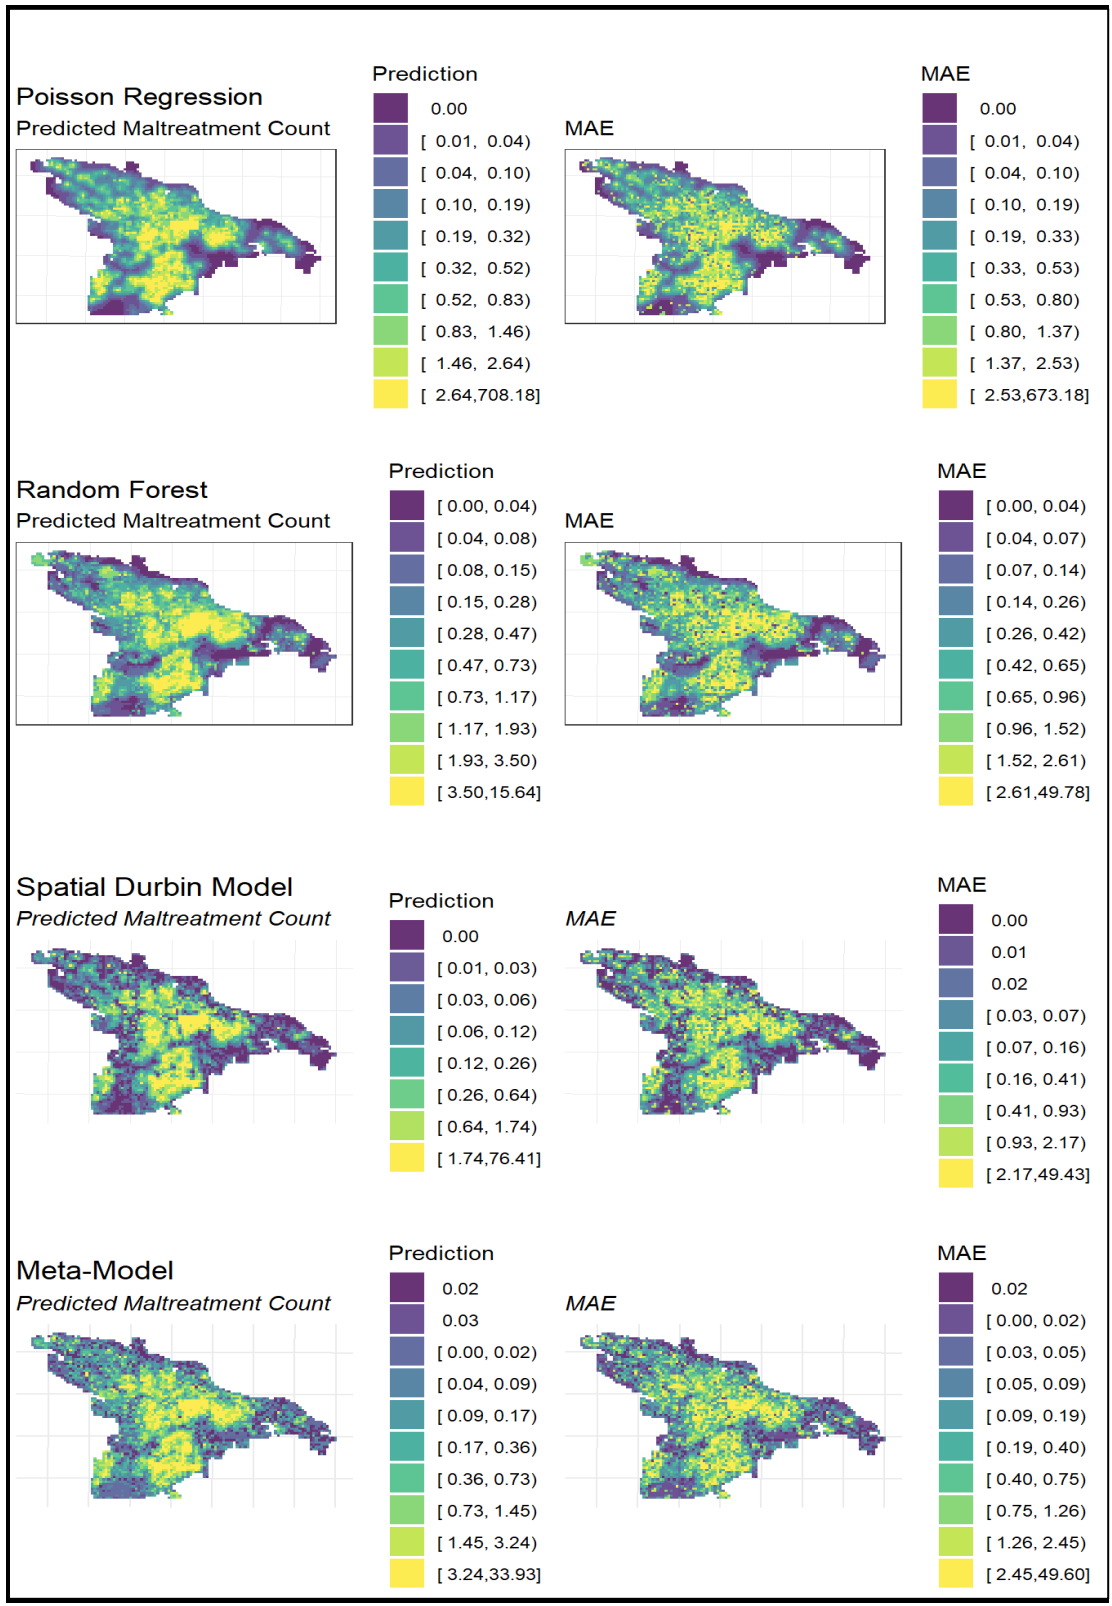 Poisson Regression
Predicted Maltreatment Count
Prediction
0.00
[ 0.01, 0.04)
[ 0.04, 0.10)
[ 0.10, 0.19)
[ 0.19, 0.32)
[ 0.32, 0.52)
[ 0.52, 0.83)
[ 0.83, 1.46)
[ 1.46, 2.64)
[ 2.64,708.18]
MAE
MAE
0.00
[ 0.01, 0.04)
[ 0.04, 0.10)
[ 0.10, 0.19)
[ 0.19, 0.33)
[ 0.33, 0.53)
[ 0.53, 0.80)
[ 0.80, 1.37)
[ 1.37, 2.53)
[ 2.53,673.18]
Random Forest
Predicted Maltreatment Count
Prediction
[ 0.00, 0.04)
[ 0.04, 0.08)
[ 0.08, 0.15)
[ 0.15, 0.28)
[ 0.28, 0.47)
[ 0.47, 0.73)
[ 0.73, 1.17)
[ 1.17, 1.93)
[ 1.93, 3.50)
[ 3.50,15.64]
MAE
MAE
[ 0.00, 0.04)
[ 0.04, 0.07)
[ 0.07, 0.14)
[ 0.14, 0.26)
[ 0.26, 0.42)
[ 0.42, 0.65)
[ 0.65, 0.96)
[ 0.96, 1.52)
[ 1.52, 2.61)
[ 2.61,49.78]
Spatial Durbin Model
Predicted Maltreatment Count
Prediction
0.00
[ 0.01, 0.03)
[ 0.03, 0.06)
[ 0.06, 0.12)
[ 0.12, 0.26)
[ 0.26, 0.64)
[ 0.64, 1.74)
[ 1.74,76.41]
MAE
MAE
0.00
0.01
0.02
[ 0.03, 0.07)
[ 0.07, 0.16)
[ 0.16, 0.41)
[ 0.41, 0.93)
[ 0.93, 2.17)
[ 2.17,49.43]
Meta-Model
Predicted Maltreatment Count
Prediction
0.02
0.03
[ 0.00, 0.02)
[ 0.04, 0.09)
[ 0.09, 0.17)
[ 0.17, 0.36)
[ 0.36, 0.73)
[ 0.73, 1.45)
[ 1.45, 3.24)
[ 3.24,33.93]
MAE
MAE
0.02
[ 0.00, 0.02)
[ 0.03, 0.05)
[ 0.05, 0.09)
[ 0.09, 0.19)
[ 0.19, 0.40)
[ 0.40, 0.75)
[ 0.75, 1.26)
[ 1.26, 2.45)
[ 2.45,49.60]